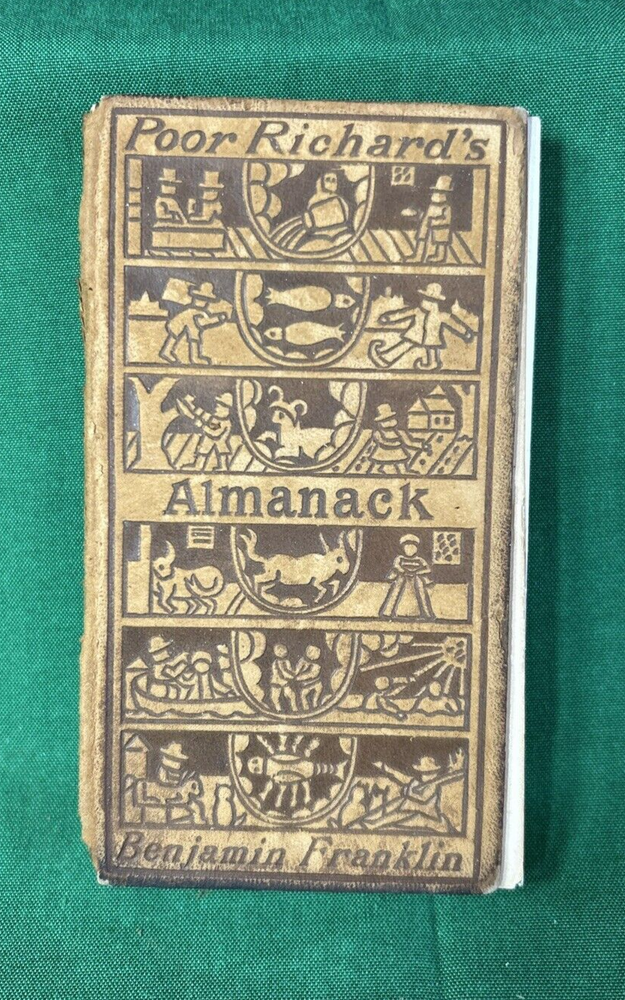 Poor Richard's
Almanack
Benjamin Franklin